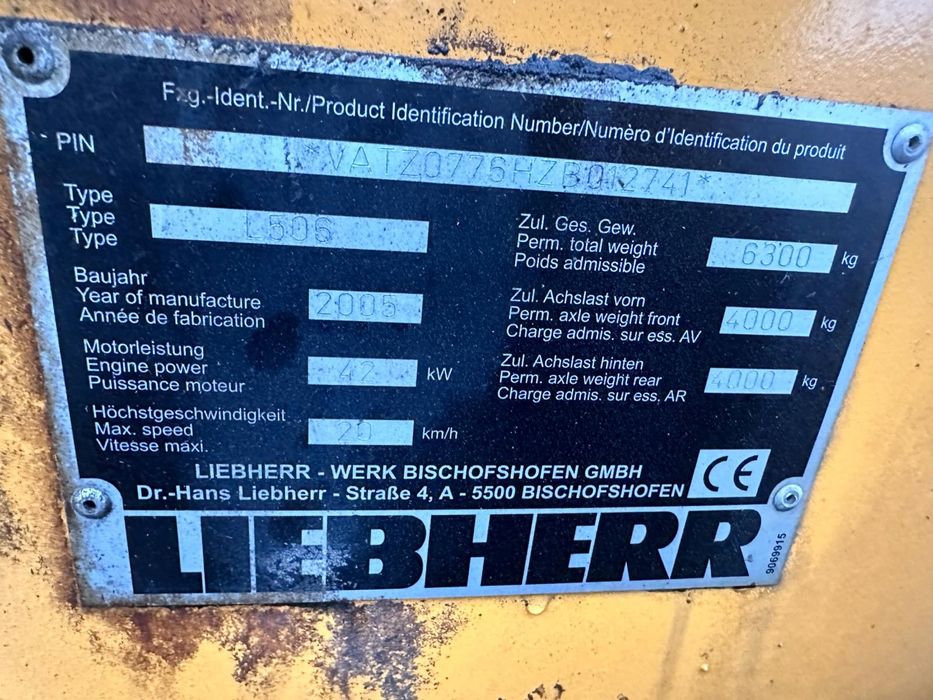 Fzg.-Ident.-Nr./Product Identification Number/Numèro d'Identification du produit
PIN *VATZ0776HZB012741*
Type
Type
Type
L506
Baujahr
Year of manufacture
Année de fabrication
2005
Motorleistung
Engine power
Puissance moteur
42 kW
Höchstgeschwindigkeit
Max. speed
Vitesse maxi.
20 km/h
Zul. Ges. Gew.
Perm. total weight
Poids admissible
6300 kg
Zul. Achslast vorn
Perm. axle weight front
Charge admis. sur ess. AV
4000 kg
Zul. Achslast hinten
Perm. axle weight rear
Charge admis. sur ess. AR
4000 kg
LIEBHERR - WERK BISCHOFSHOFEN GMBH
Dr.-Hans Liebherr - Straße 4, A - 5500 BISCHOFSHOFEN
CE
LIEBHERR
9069915